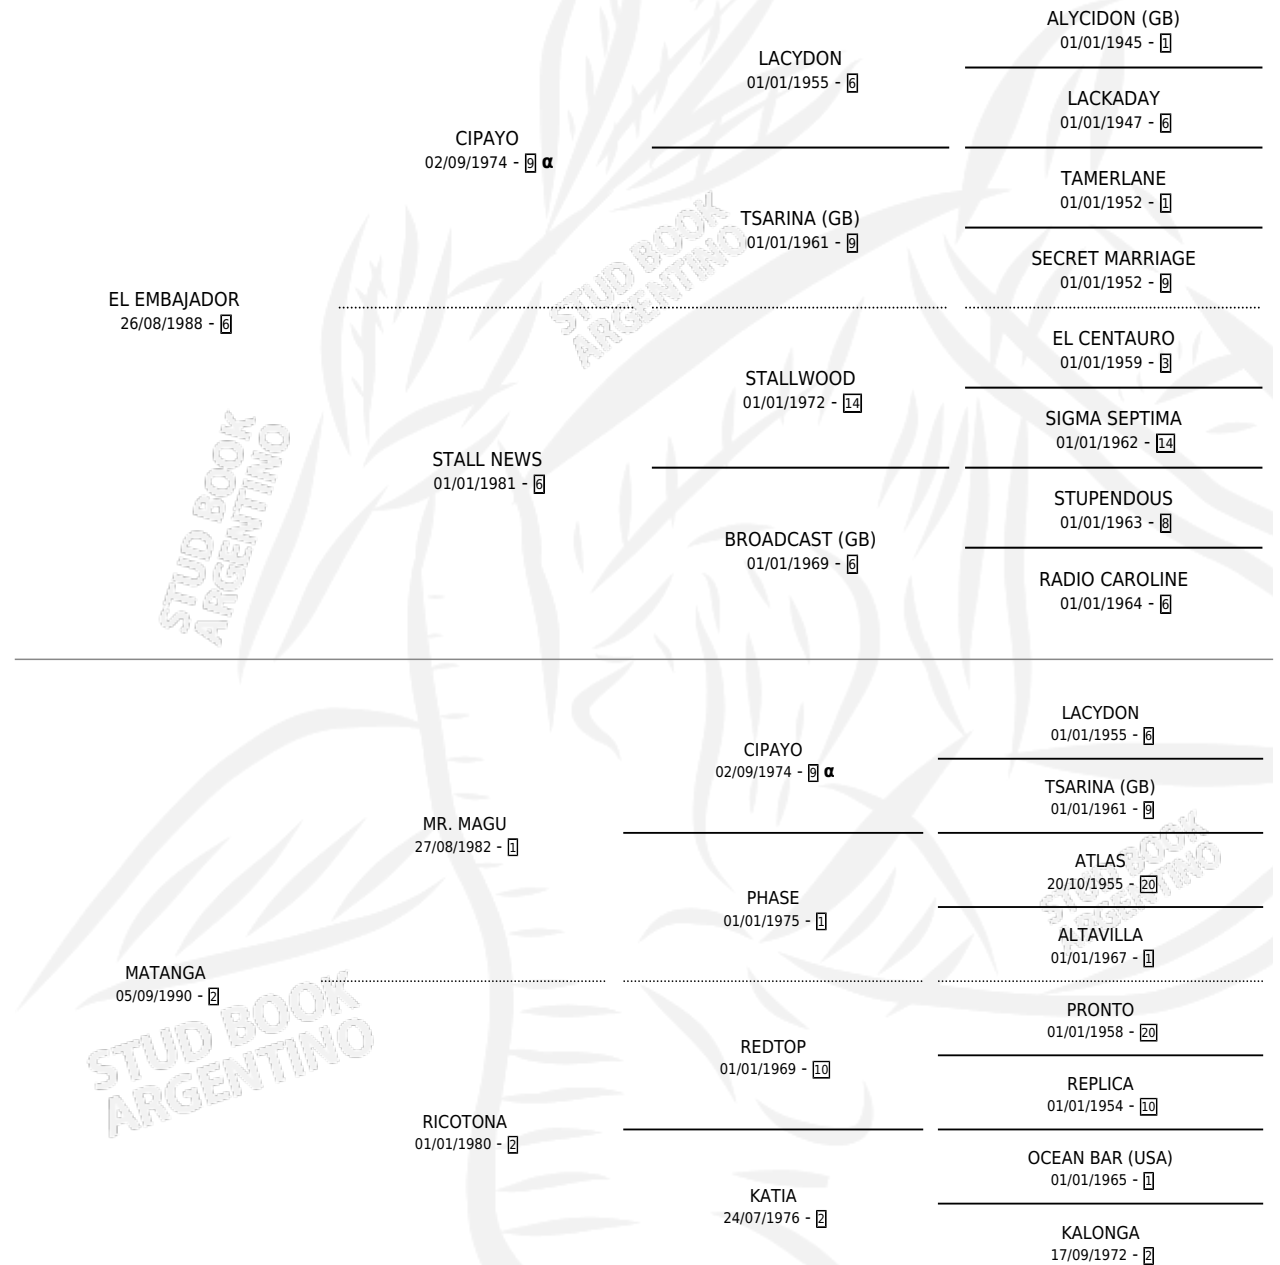 ALYCIDON (GB)
01/01/1945 - 1
LACYDON
01/01/1955 - 6
LACKADAY
01/01/1947 - 6
CIPAYO
02/09/1974 - 9 α
TAMERLANE
01/01/1952 - 1
TSARINA (GB)
01/01/1961 - 9
SECRET MARRIAGE
01/01/1952 - 9
EL EMBAJADOR
26/08/1988 - 6
EL CENTAURO
01/01/1959 - 3
STALLWOOD
01/01/1972 - 14
SIGMA SEPTIMA
01/01/1962 - 14
STALL NEWS
01/01/1981 - 6
STUPENDOUS
01/01/1963 - 8
BROADCAST (GB)
01/01/1969 - 6
RADIO CAROLINE
01/01/1964 - 6
STUD BOOK
ARGENTINO
STUD BOOK
ARGENTINO
LACYDON
01/01/1955 - 6
CIPAYO
02/09/1974 - 9 α
TSARINA (GB)
01/01/1961 - 9
MR. MAGU
27/08/1982 - 1
ATLAS
20/10/1955 - 20
PHASE
01/01/1975 - 1
ALTAVILLA
01/01/1967 - 1
MATANGA
05/09/1990 - 2
PRONTO
01/01/1958 - 20
REDTOP
01/01/1969 - 10
REPLICA
01/01/1954 - 10
RICOTONA
01/01/1980 - 2
OCEAN BAR (USA)
01/01/1965 - 1
KATIA
24/07/1976 - 2
KALONGA
17/09/1972 - 2
STUD BOOK
ARGENTINO
STUD BOOK
ARGENTINO